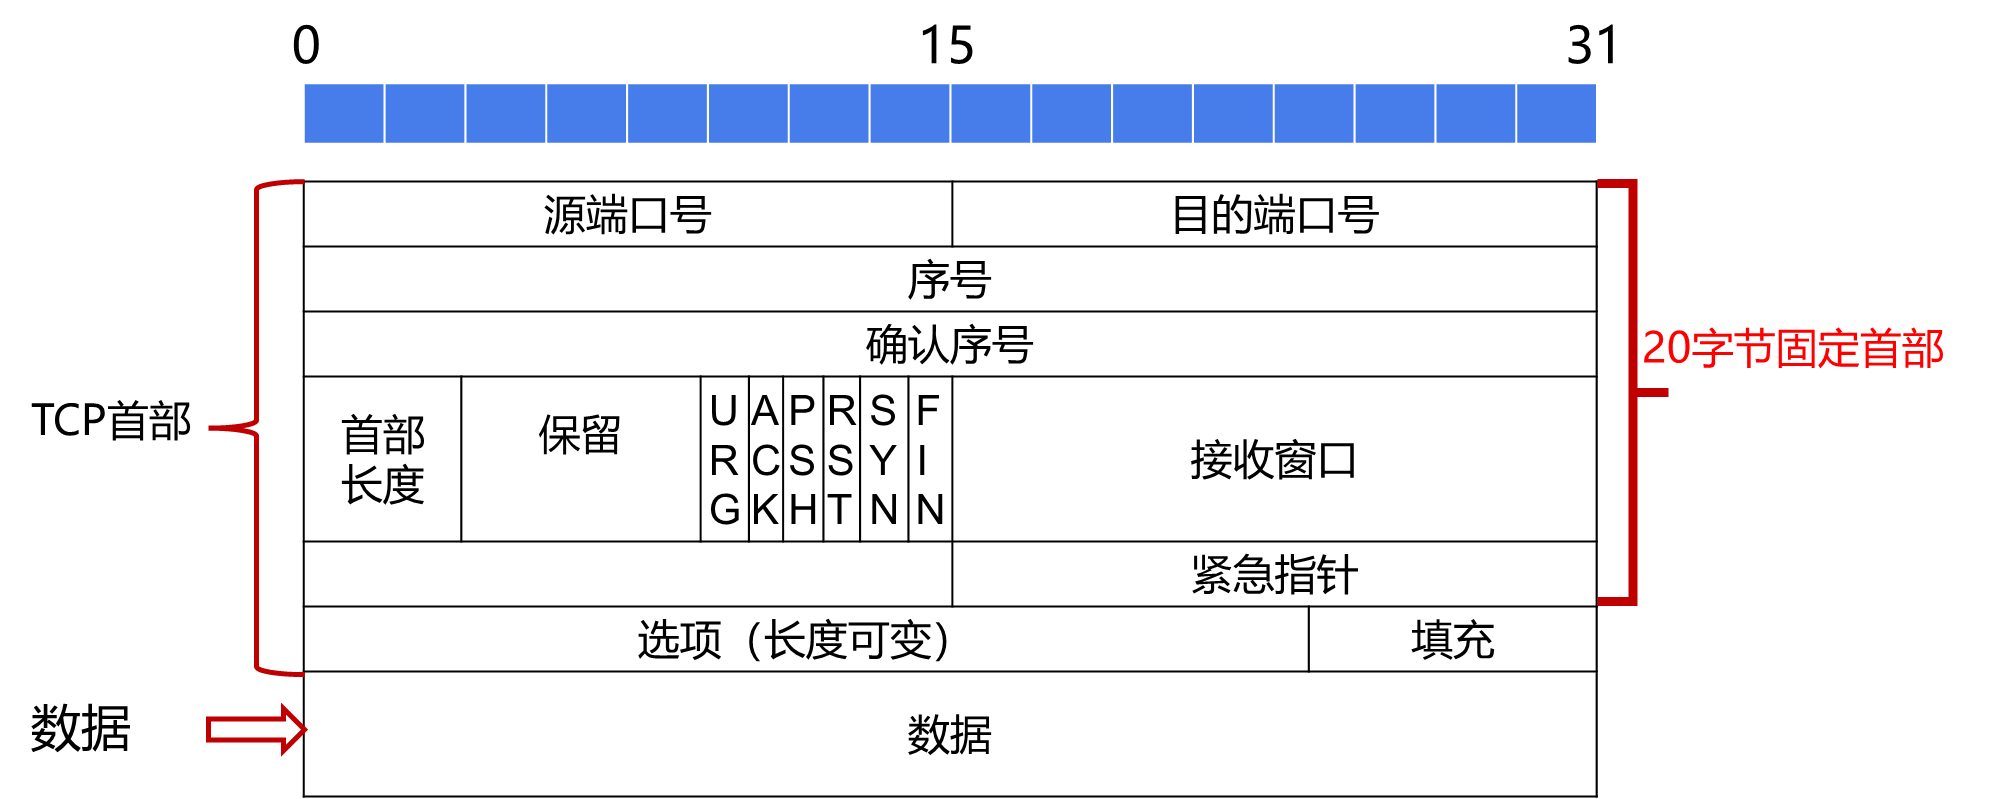 0 15 31
源端口号 目的端口号
序号
确认序号
20字节固定首部
TCP首部
首部
长度
保留
URG
ACK
PSH
RST
SYN
FIN
接收窗口
紧急指针
选项（长度可变） 填充
数据
数据